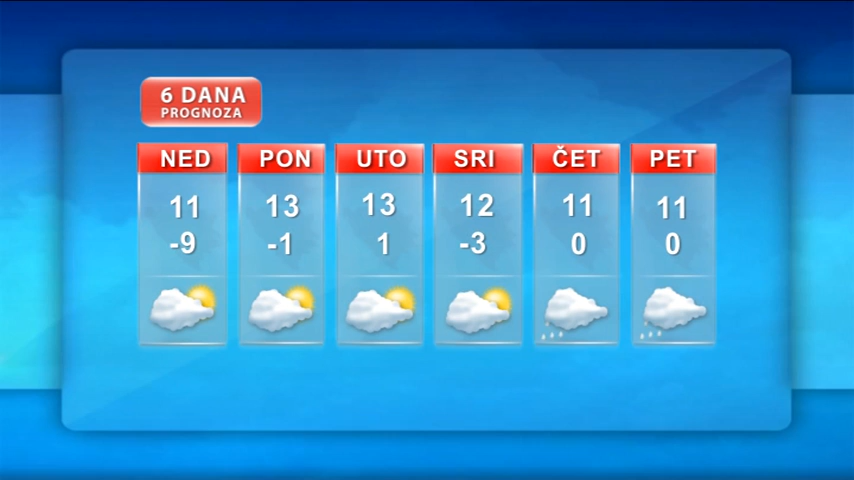 6 DANA
PROGNOZA
NED PON UTO SRI ČET PET
11 13 13 12 11 11
-9 -1 1 -3 0 0